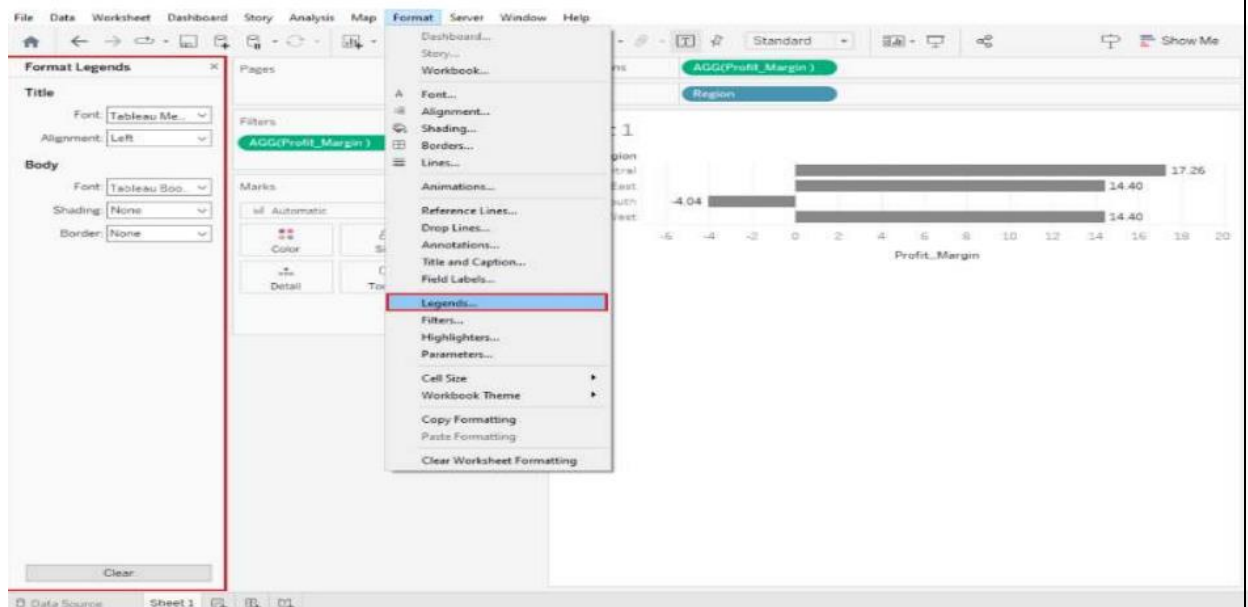 File Data Worksheet Dashboard Story Analysis Map Format Server Window Help
Standard
Show Me
Format Legends
Title
Font: Tableau Me...
Alignment: Left
Body
Font: Tableau Boo...
Shading: None
Border: None
Clear
Pages
Filters
AGG(Profit_Margin )
Marks
Automatic
Color
Detail
Dashboard...
Story...
Workbook...
Font...
Alignment...
Shading...
Borders...
Lines...
Animations...
Reference Lines...
Drop Lines...
Annotations...
Title and Caption...
Field Labels...
Legends...
Filters...
Highlighters...
Parameters...
Cell Size
Workbook Theme
Copy Formatting
Paste Formatting
Clear Worksheet Formatting
AGG(Profit_Margin )
Region
1
17.26
14.40
-4.04
14.40
-6 -4 -2 0 2 4 6 8 10 12 14 16 18 20
Profit_Margin
Data Source Sheet 1